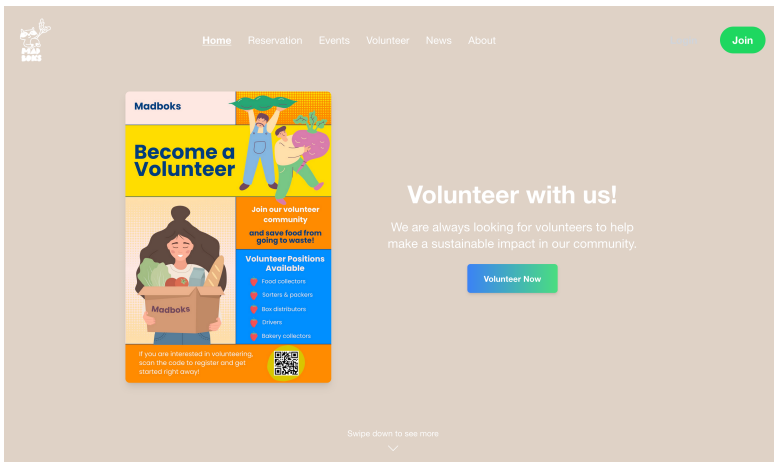 Home Reservation Events Volunteer News About
Join
Madboks
Become a
Volunteer
Join our volunteer
community
and save food from
going to waste!
Volunteer Positions
Available
Food collectors
Sorters & packers
Box distributors
Drivers
Bakery collectors
Madboks
If you are interested in volunteering,
scan the code to register and get
started right away!
Volunteer with us!
We are always looking for volunteers to help
make a sustainable impact in our community.
Volunteer Now
Swipe down to see more